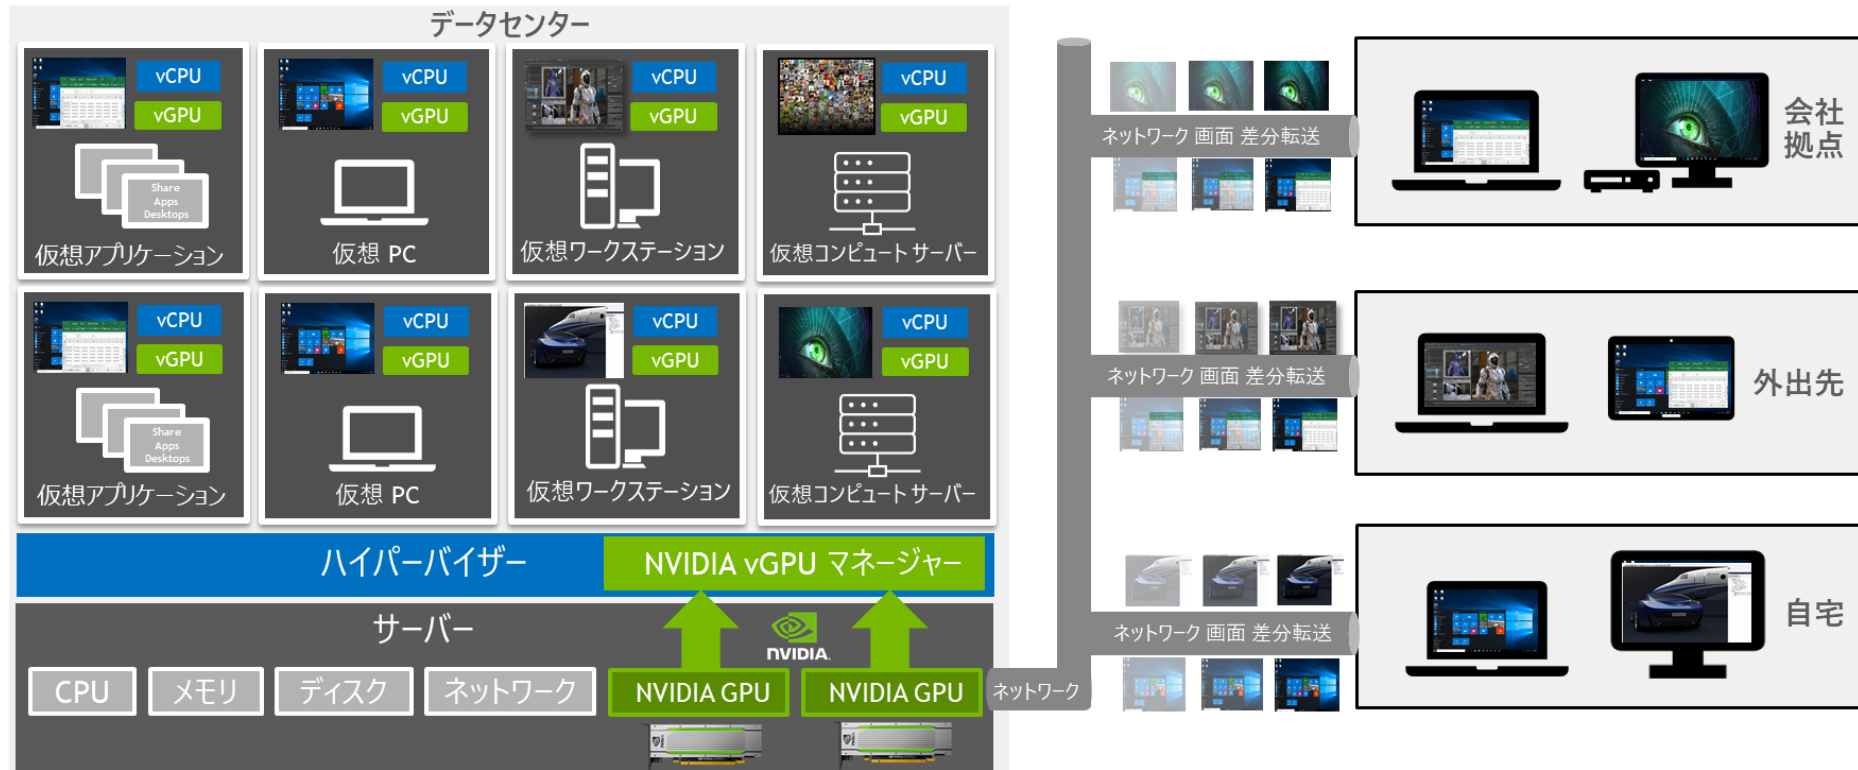 データセンター
vCPU
vGPU
Share
Apps
Desktops
仮想アプリケーション
vCPU
vGPU
仮想 PC
vCPU
vGPU
仮想ワークステーション
vCPU
vGPU
仮想コンピュート サーバー
vCPU
vGPU
Share
Apps
Desktops
仮想アプリケーション
vCPU
vGPU
仮想 PC
vCPU
vGPU
仮想ワークステーション
vCPU
vGPU
仮想コンピュート サーバー
ハイパーバイザー
NVIDIA vGPU マネージャー
サーバー
NVIDIA.
CPU
メモリ
ディスク
ネットワーク
NVIDIA GPU
NVIDIA GPU
ネットワーク
ネットワーク 画面 差分転送
会社
拠点
ネットワーク 画面 差分転送
外出先
ネットワーク 画面 差分転送
自宅